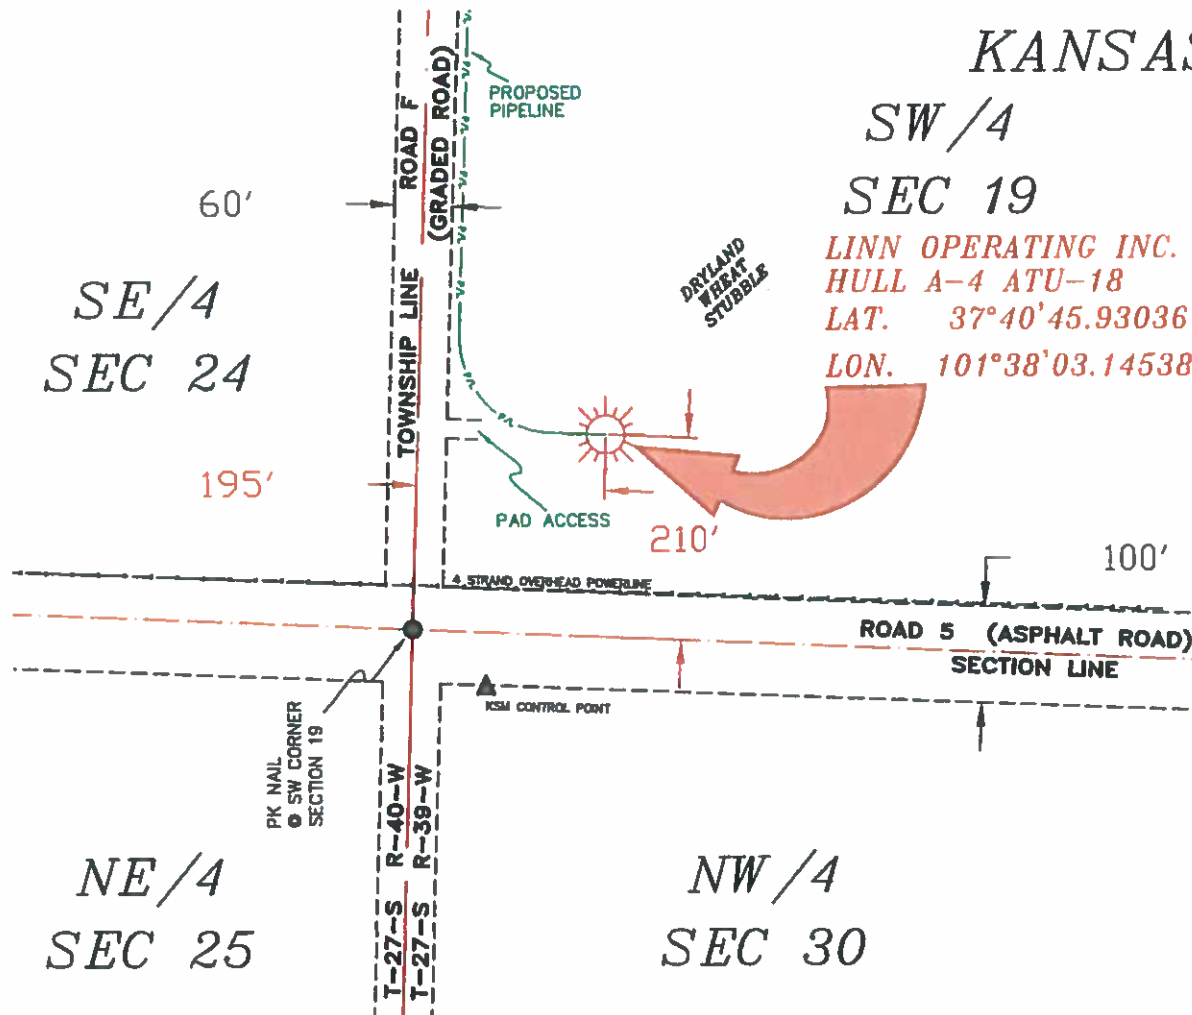 KANSAS
SW/4
SEC 19
LINN OPERATING INC.
HULL A-4 ATU-18
LAT. 37°40'45.93036
LON. 101°38'03.14538
PROPOSED
PIPELINE
ROAD F
(GRADED ROAD)
TOWNSHIP LINE
60'
DRYLAND
WHEAT
STUBBLE
SE/4
SEC 24
195'
PAD ACCESS
210'
100'
4 STRAND OVERHEAD POWERLINE
ROAD 5 (ASPHALT ROAD)
SECTION LINE
KSM CONTROL POINT
PK NAIL
@ SW CORNER
SECTION 19
T-27-S R-40-W
T-27-S R-39-W
NE/4
SEC 25
NW/4
SEC 30